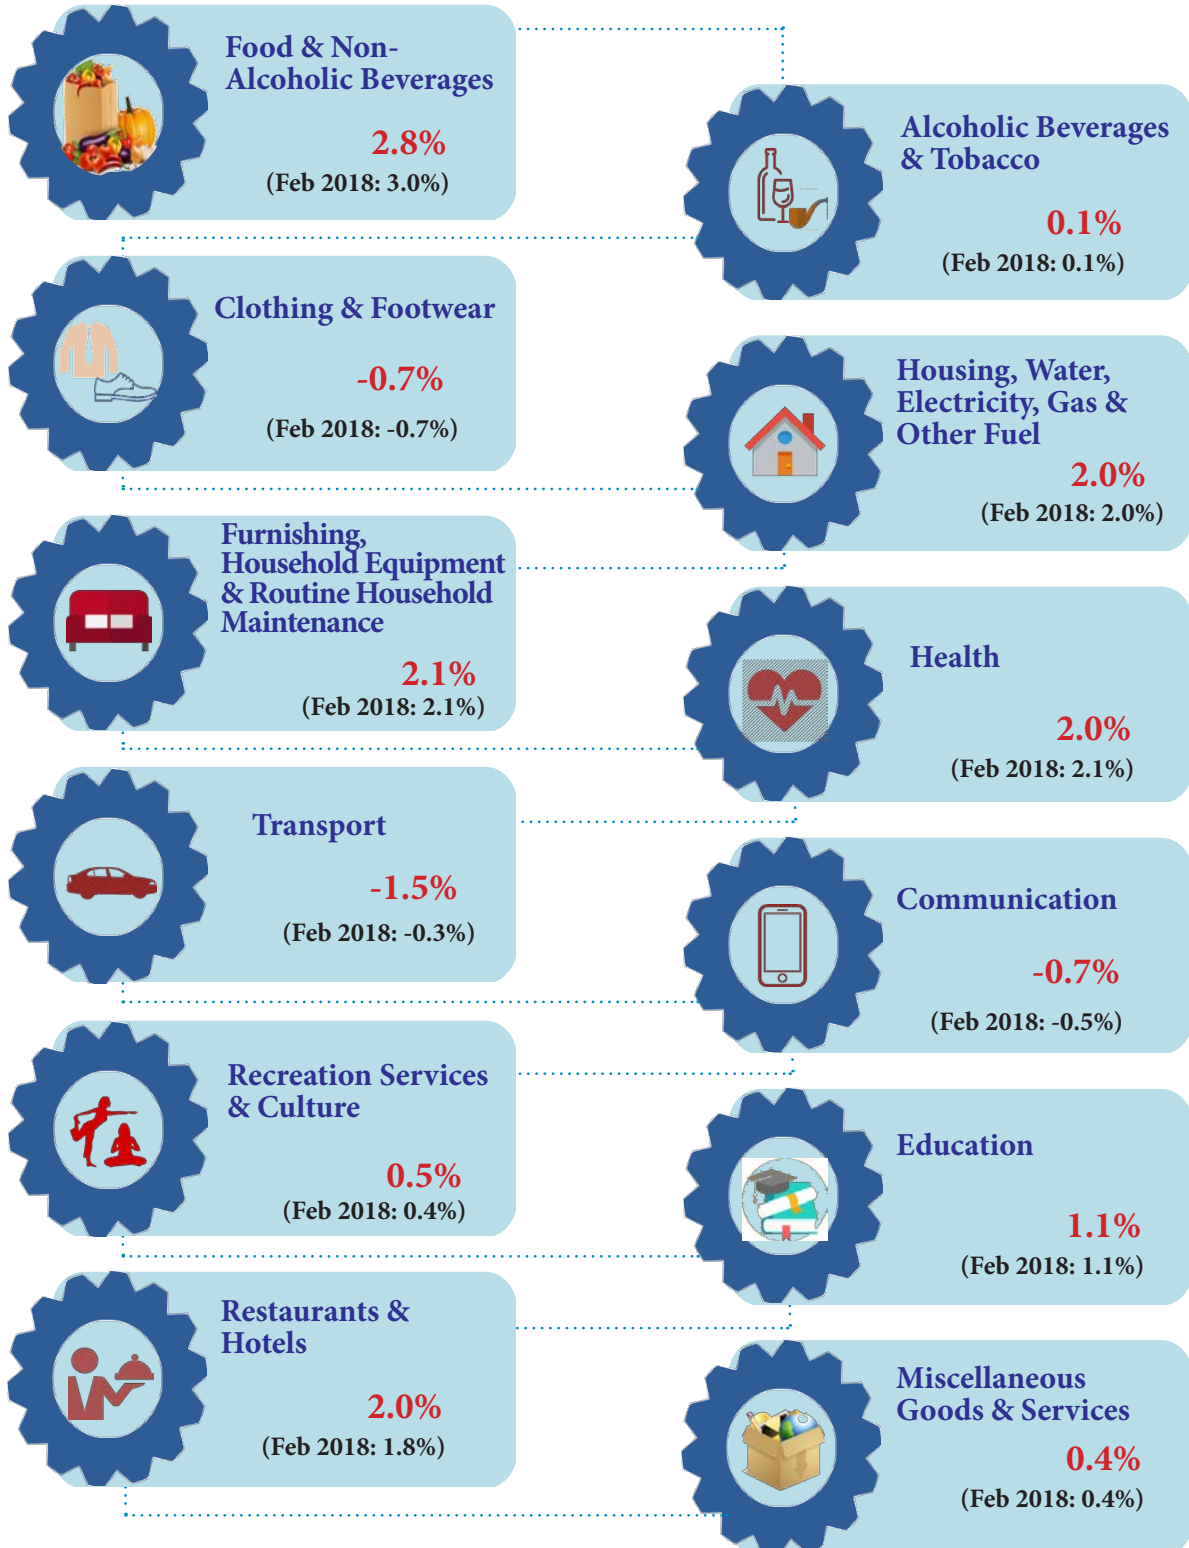 Food & Non-
Alcoholic Beverages
2.8%
(Feb 2018: 3.0%)
Alcoholic Beverages
& Tobacco
0.1%
(Feb 2018: 0.1%)
Clothing & Footwear
-0.7%
(Feb 2018: -0.7%)
Housing, Water,
Electricity, Gas &
Other Fuel
2.0%
(Feb 2018: 2.0%)
Furnishing,
Household Equipment
& Routine Household
Maintenance
2.1%
(Feb 2018: 2.1%)
Health
2.0%
(Feb 2018: 2.1%)
Transport
-1.5%
(Feb 2018: -0.3%)
Communication
-0.7%
(Feb 2018: -0.5%)
Recreation Services
& Culture
0.5%
(Feb 2018: 0.4%)
Education
1.1%
(Feb 2018: 1.1%)
Restaurants &
Hotels
2.0%
(Feb 2018: 1.8%)
Miscellaneous
Goods & Services
0.4%
(Feb 2018: 0.4%)